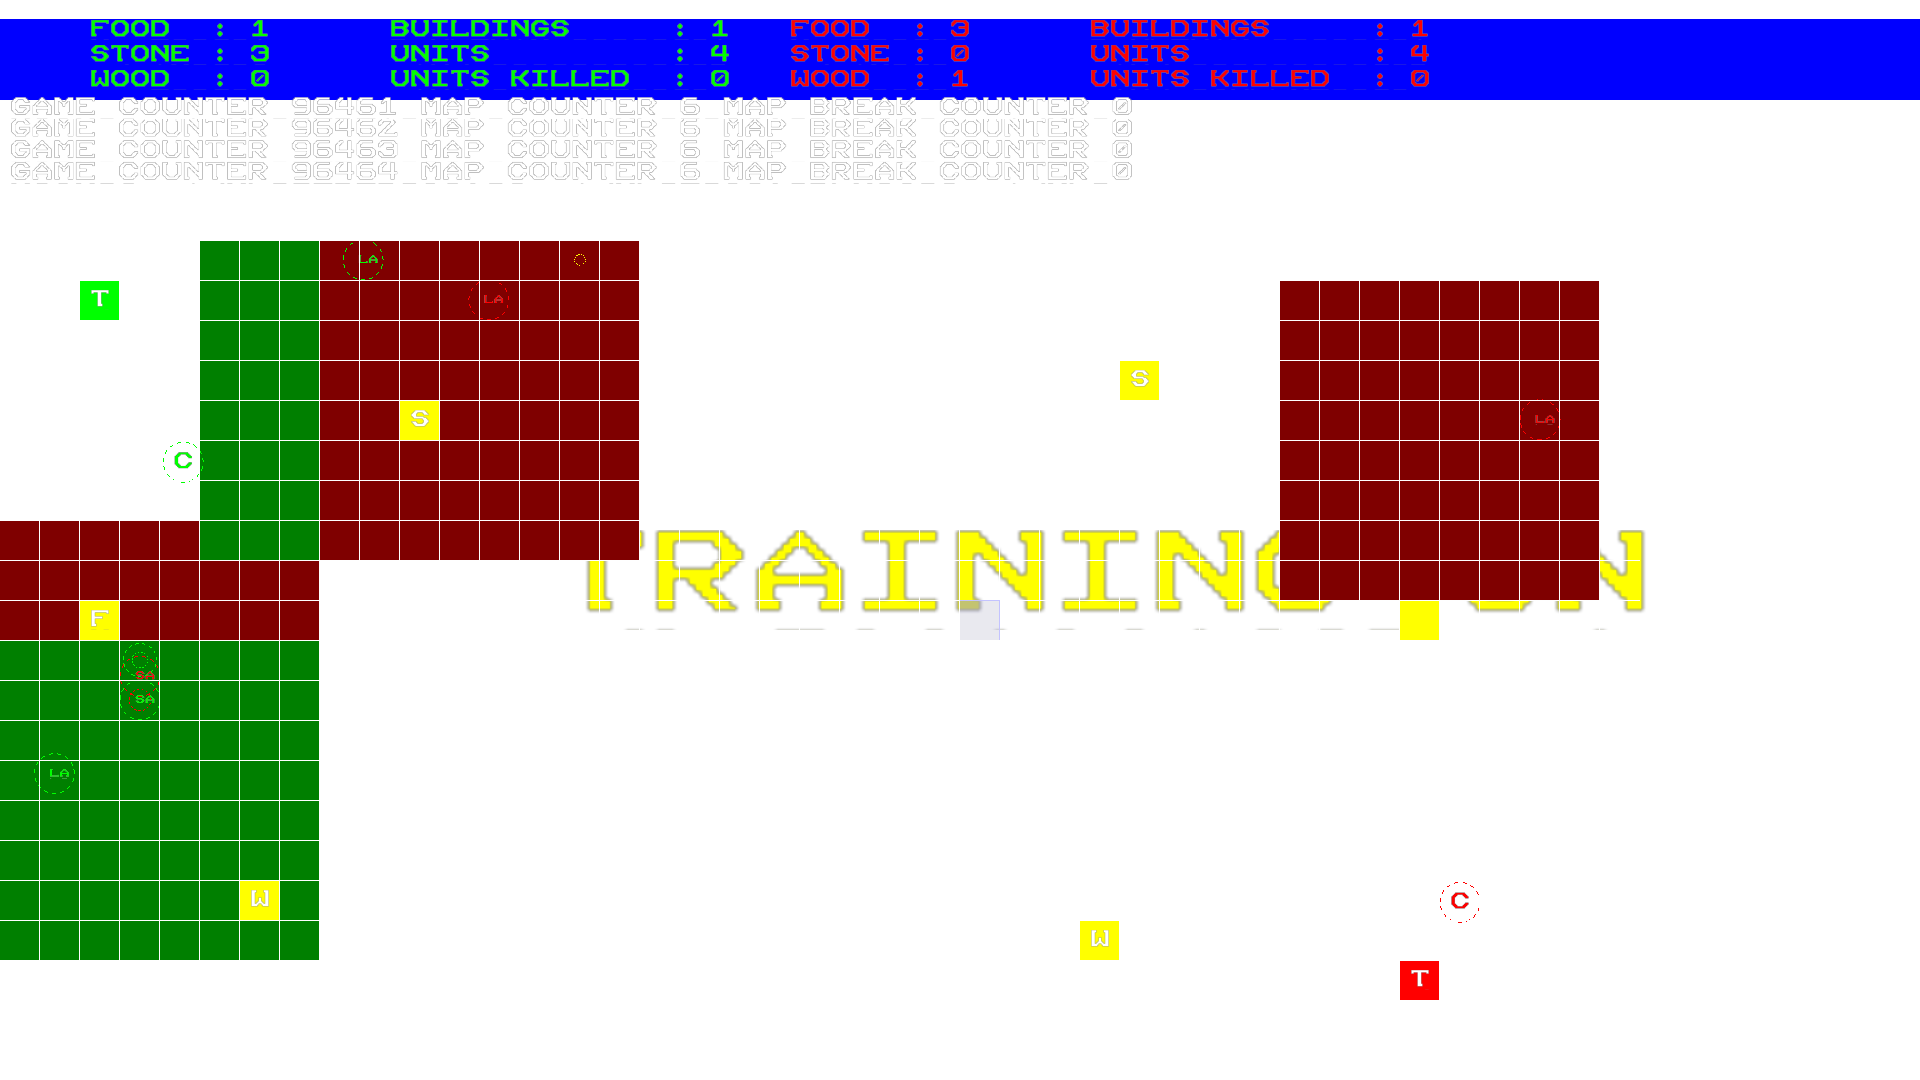 FOOD : 1 BUILDINGS : 1 FOOD : 3 BUILDINGS : 1
STONE : 3 UNITS : 4 STONE : 0 UNITS : 4
WOOD : 0 UNITS KILLED : 0 WOOD : 1 UNITS KILLED : 0
GAME COUNTER 96461 MAP COUNTER 6 MAP BREAK COUNTER 0
GAME COUNTER 96462 MAP COUNTER 6 MAP BREAK COUNTER 0
GAME COUNTER 96463 MAP COUNTER 6 MAP BREAK COUNTER 0
GAME COUNTER 96464 MAP COUNTER 6 MAP BREAK COUNTER 0
LA
T
LA
S
S
LA
C
TRAINING
F
SA
SA
LA
W
C
W
T